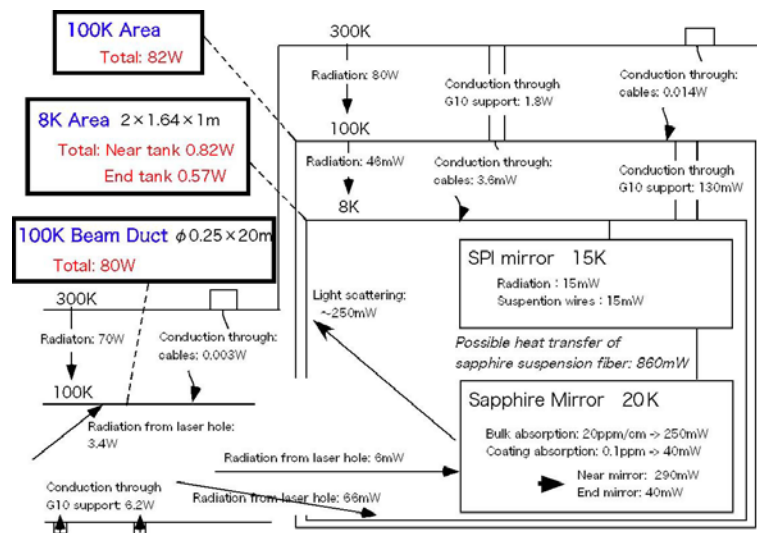 100K Area
Total: 82W
8K Area 2×1.64×1m
Total: Near tank 0.82W
End tank 0.57W
100K Beam Duct φ0.25×20m
Total: 80W
300K
Radiation: 80W
Conduction through
G10 support: 1.8W
Conduction through:
cables: 0.014W
100K
Radiation: 46mW
Conduction through:
cables: 3.6mW
Conduction through
G10 support: 130mW
8K
SPI mirror 15K
Radiation : 15mW
Suspention wires : 15mW
Light scattering:
~250mW
Possible heat transfer of
sapphire suspension fiber: 860mW
Sapphire Mirror 20K
Bulk absorption: 20ppm/cm -> 250mW
Coating absorption: 0.1ppm-> 40mW
Near mirror: 290mW
End mirror: 40mW
300K
Radiaton: 70W
Conduction through:
cables: 0.003W
100K
Radiation from laser hole:
3.4W
Radiation from laser hole: 6mW
Conduction through
G10 support: 6.2W
Radiation from laser hole: 66mW